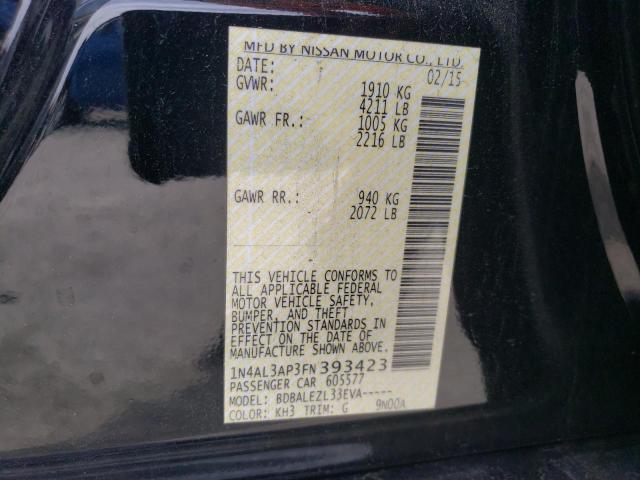 MFD BY NISSAN MOTOR CO., LTD.
DATE: 02/15
GVWR: 1910 KG
4211 LB
GAWR FR.: 1005 KG
2216 LB
GAWR RR.: 940 KG
2072 LB
THIS VEHICLE CONFORMS TO
ALL APPLICABLE FEDERAL
MOTOR VEHICLE SAFETY,
BUMPER, AND THEFT
PREVENTION STANDARDS IN
EFFECT ON THE DATE OF
MANUFACTURE SHOWN ABOVE.
1N4AL3AP3FN393423
PASSENGER CAR 605577
MODEL: BDBALEZL33EVA-----
COLOR: KH3 TRIM: G 9N00A